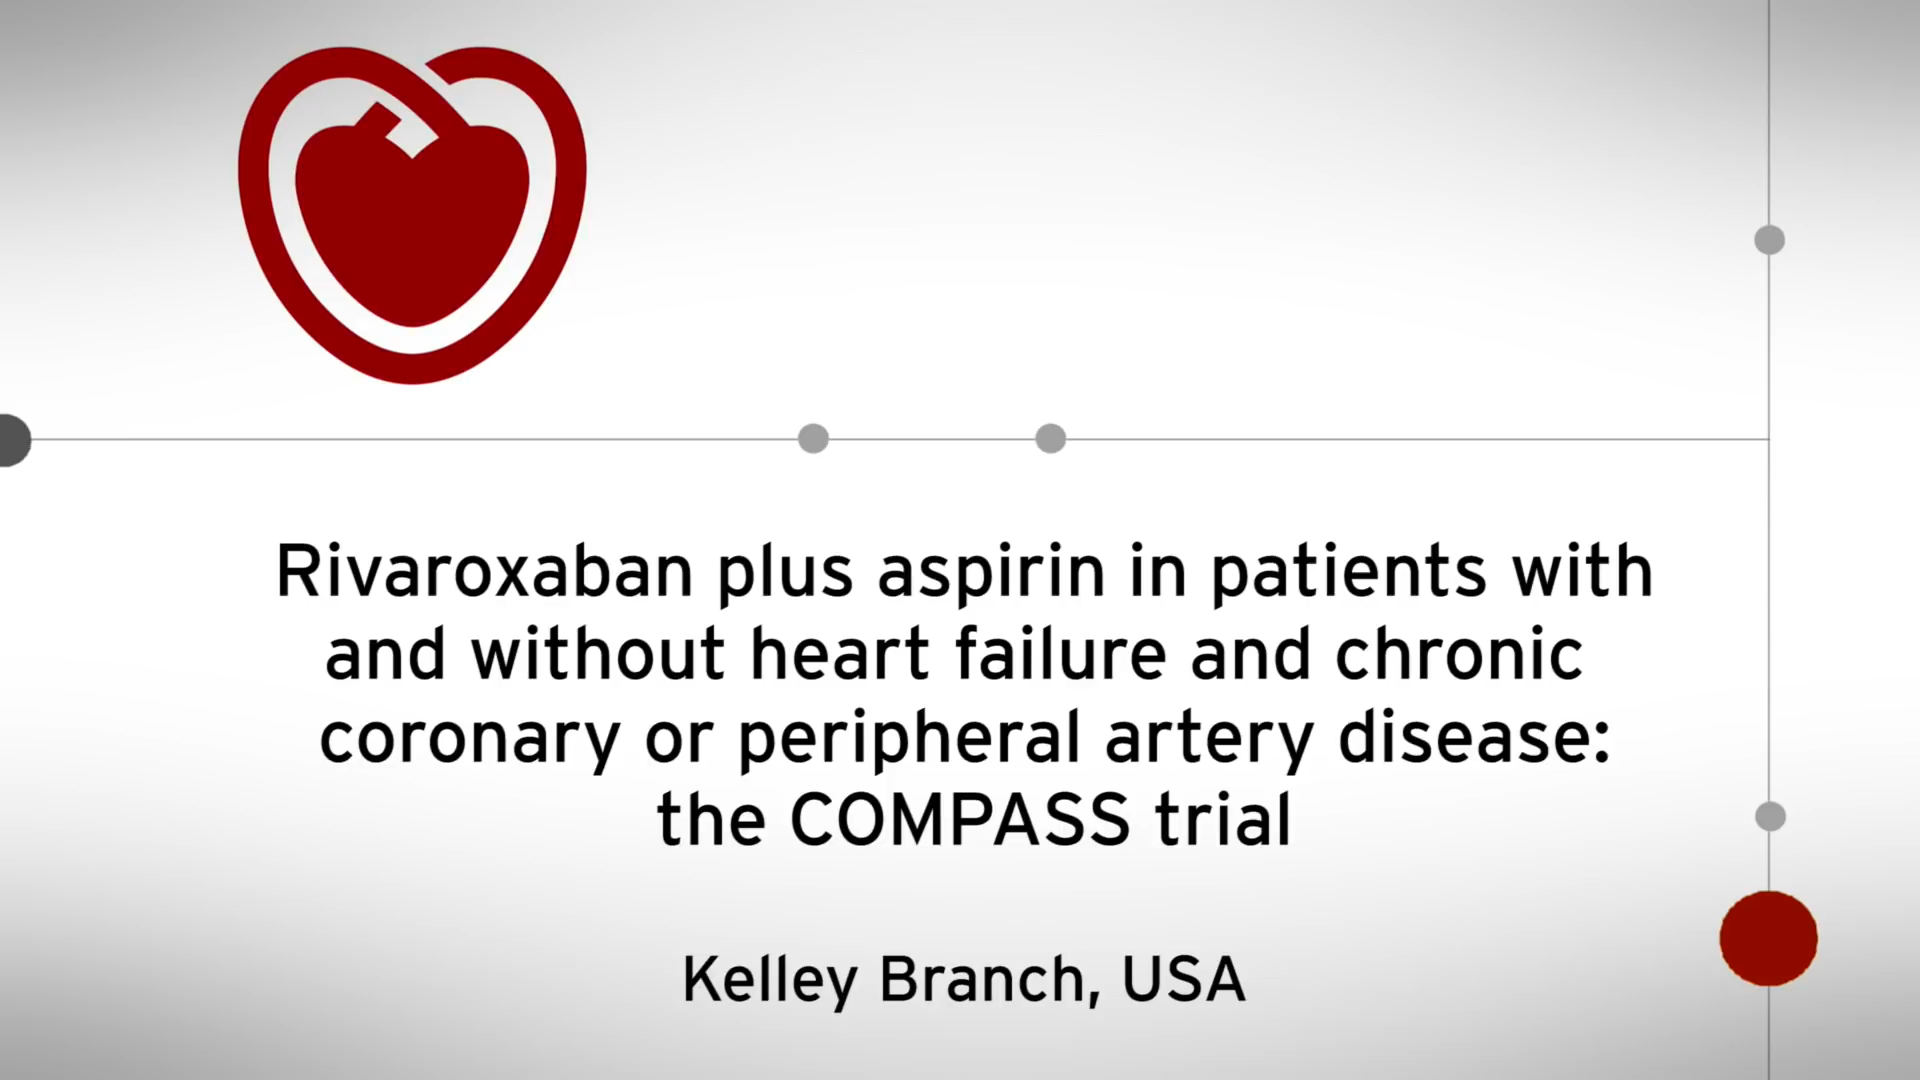 Rivaroxaban plus aspirin in patients with
and without heart failure and chronic
coronary or peripheral artery disease:
the COMPASS trial
Kelley Branch, USA